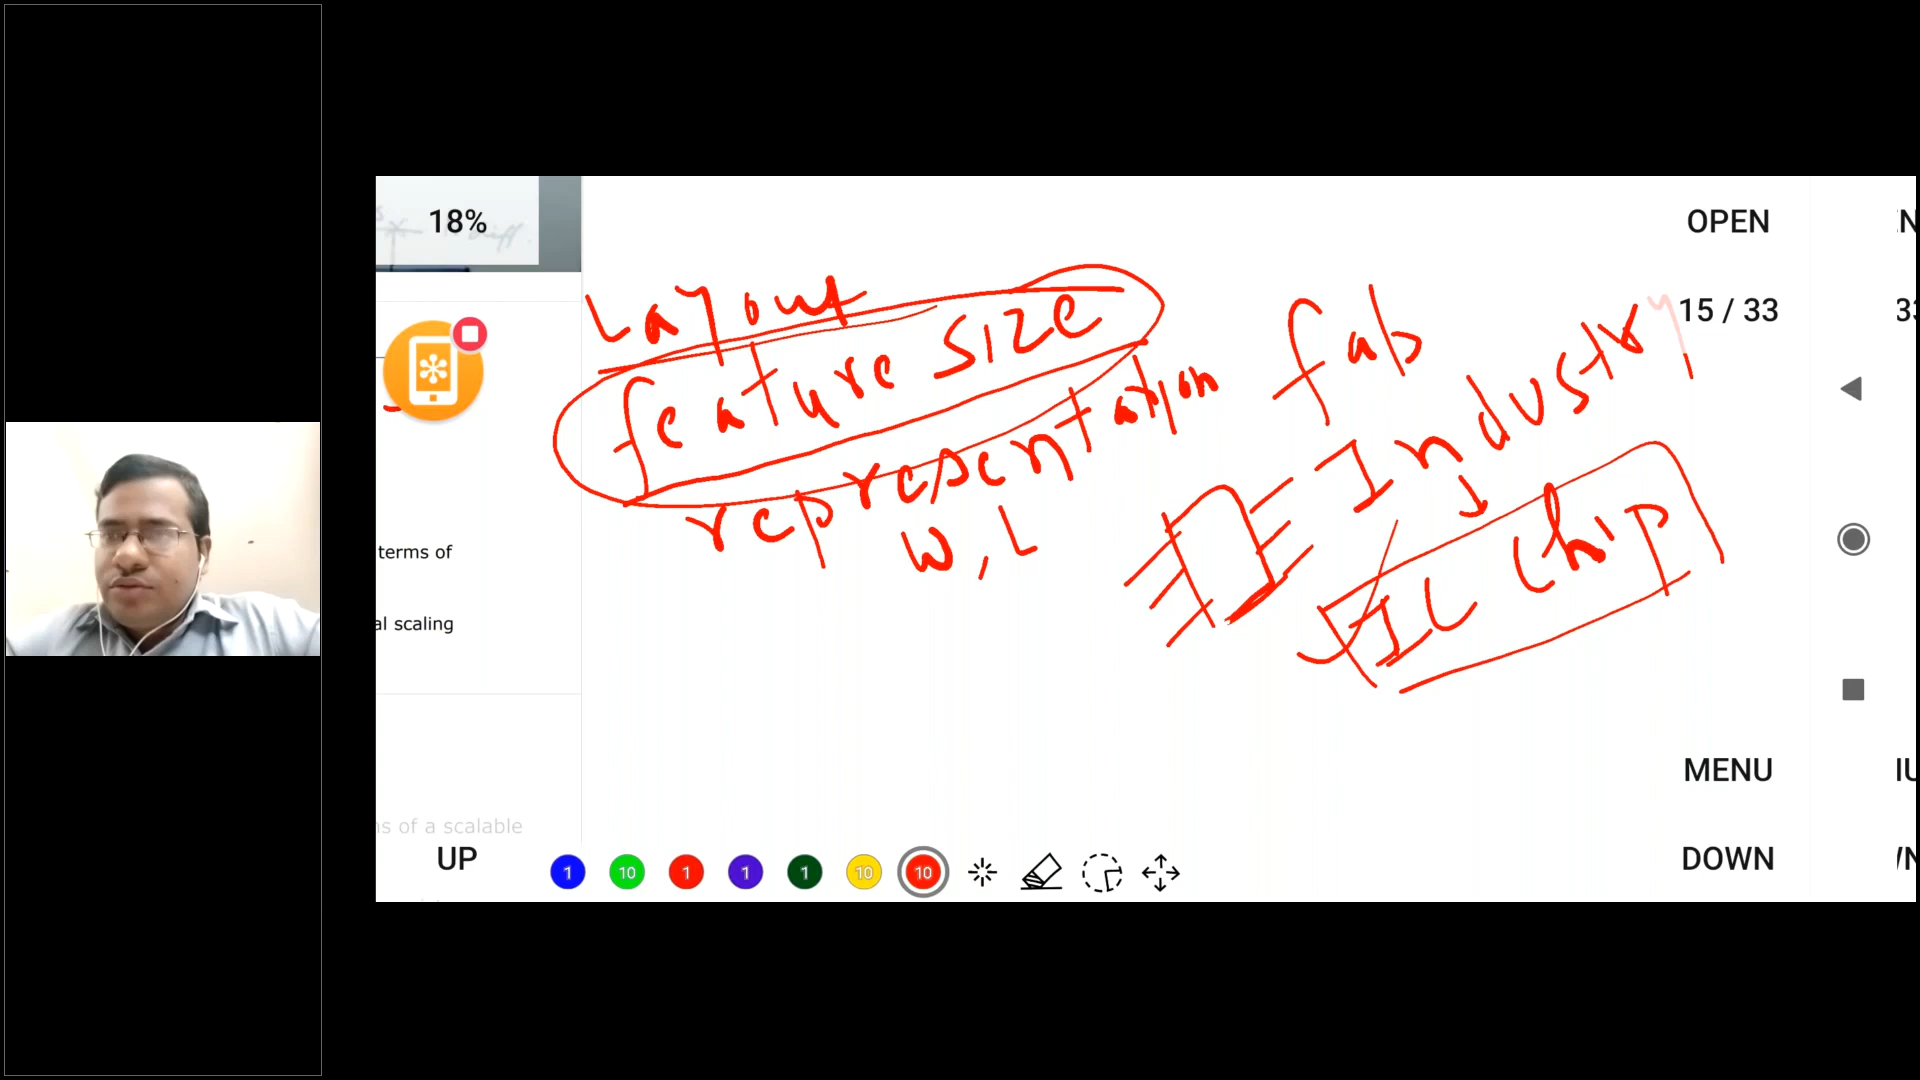 18%
OPEN
15 / 33
Layout
feature size
representation
W, L
fab
Industry
IC Chip
terms of
al scaling
MENU
ns of a scalable
UP
1 10 1 1 1 10 10
DOWN